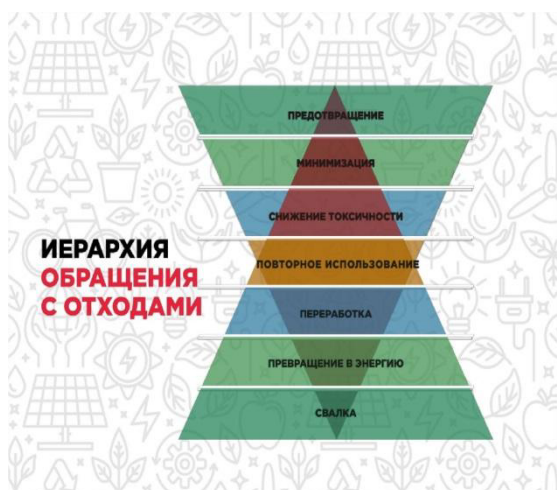 ПРЕДОТВРАЩЕНИЕ
МИНИМИЗАЦИЯ
СНИЖЕНИЕ ТОКСИЧНОСТИ
ИЕРАРХИЯ
ОБРАЩЕНИЯ
С ОТХОДАМИ
ПОВТОРНОЕ ИСПОЛЬЗОВАНИЕ
ПЕРЕРАБОТКА
ПРЕВРАЩЕНИЕ В ЭНЕРГИЮ
СВАЛКА